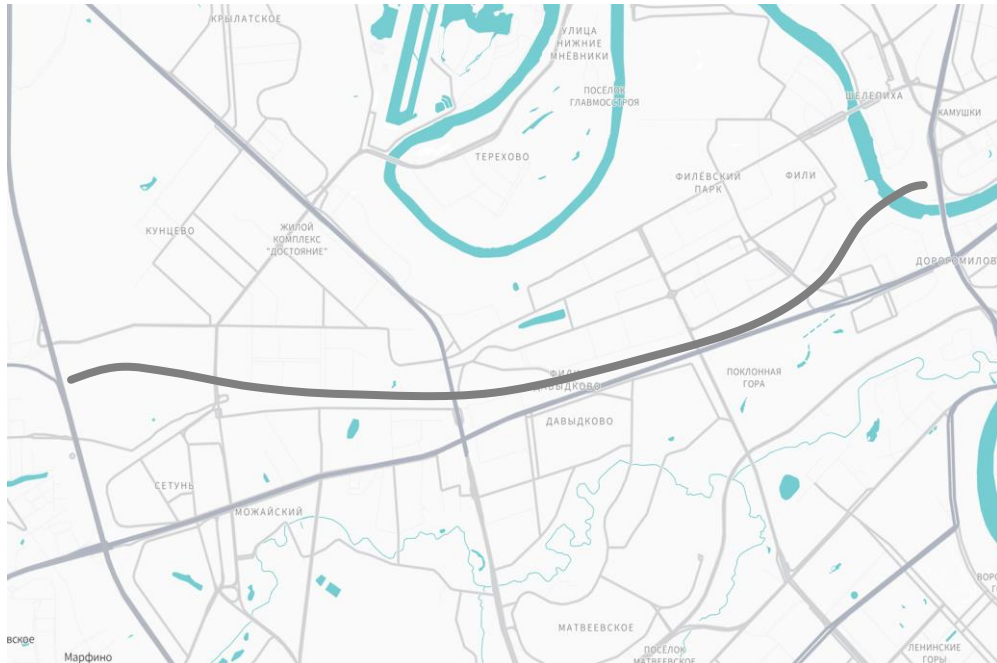 КРЫЛАТСКОЕ
УЛИЦА
НИЖНИЕ
МНЁВНИКИ
ПОСЁЛОК
ГЛАВМОССТРОЯ
ШЕЛЕПИХА
КАМУШКИ
ТЕРЕХОВО
ФИЛЁВСКИЙ
ПАРК
ФИЛИ
КУНЦЕВО
ЖИЛОЙ
КОМПЛЕКС
"ДОСТОЯНИЕ"
ДОРОГОМИЛОВ
ПОКЛОННАЯ
ГОРА
ДАВЫДКОВО
ДАВЫДКОВО
СЕТУНЬ
МОЖАЙСКИЙ
МАТВЕЕВСКОЕ
ПОСЁЛОК
МАТВЕЕВСКОЕ
ЛЕНИНСКИЕ
ГОРЫ
вское
Марфино